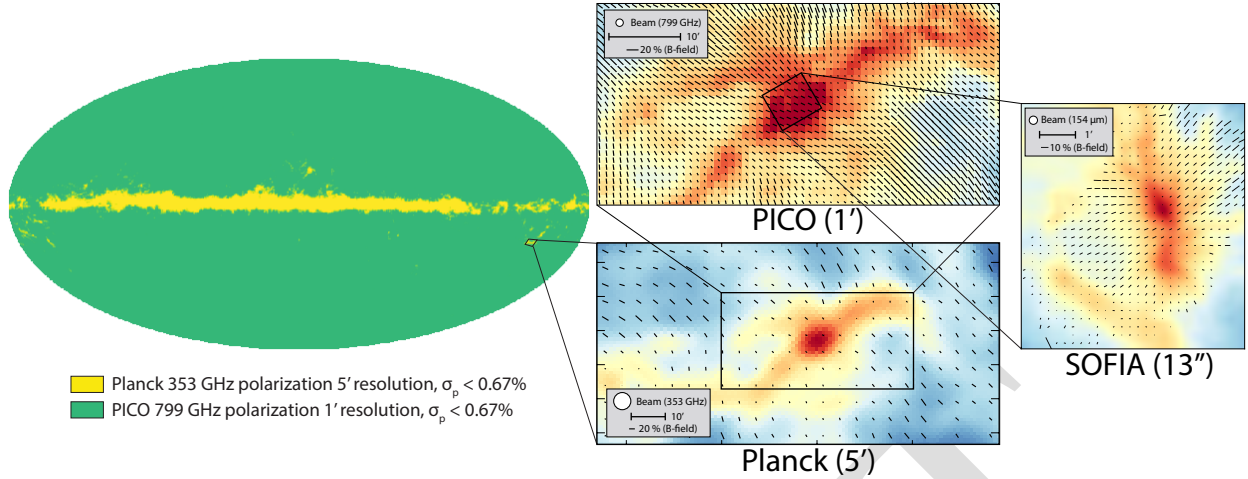 Beam (799 GHz)
10'
20 % (B-field)
PICO (1')
Beam (154 μm)
1'
10 % (B-field)
SOFIA (13")
Planck 353 GHz polarization 5' resolution, σp < 0.67%
PICO 799 GHz polarization 1' resolution, σp < 0.67%
Beam (353 GHz)
10'
20 % (B-field)
Planck (5')